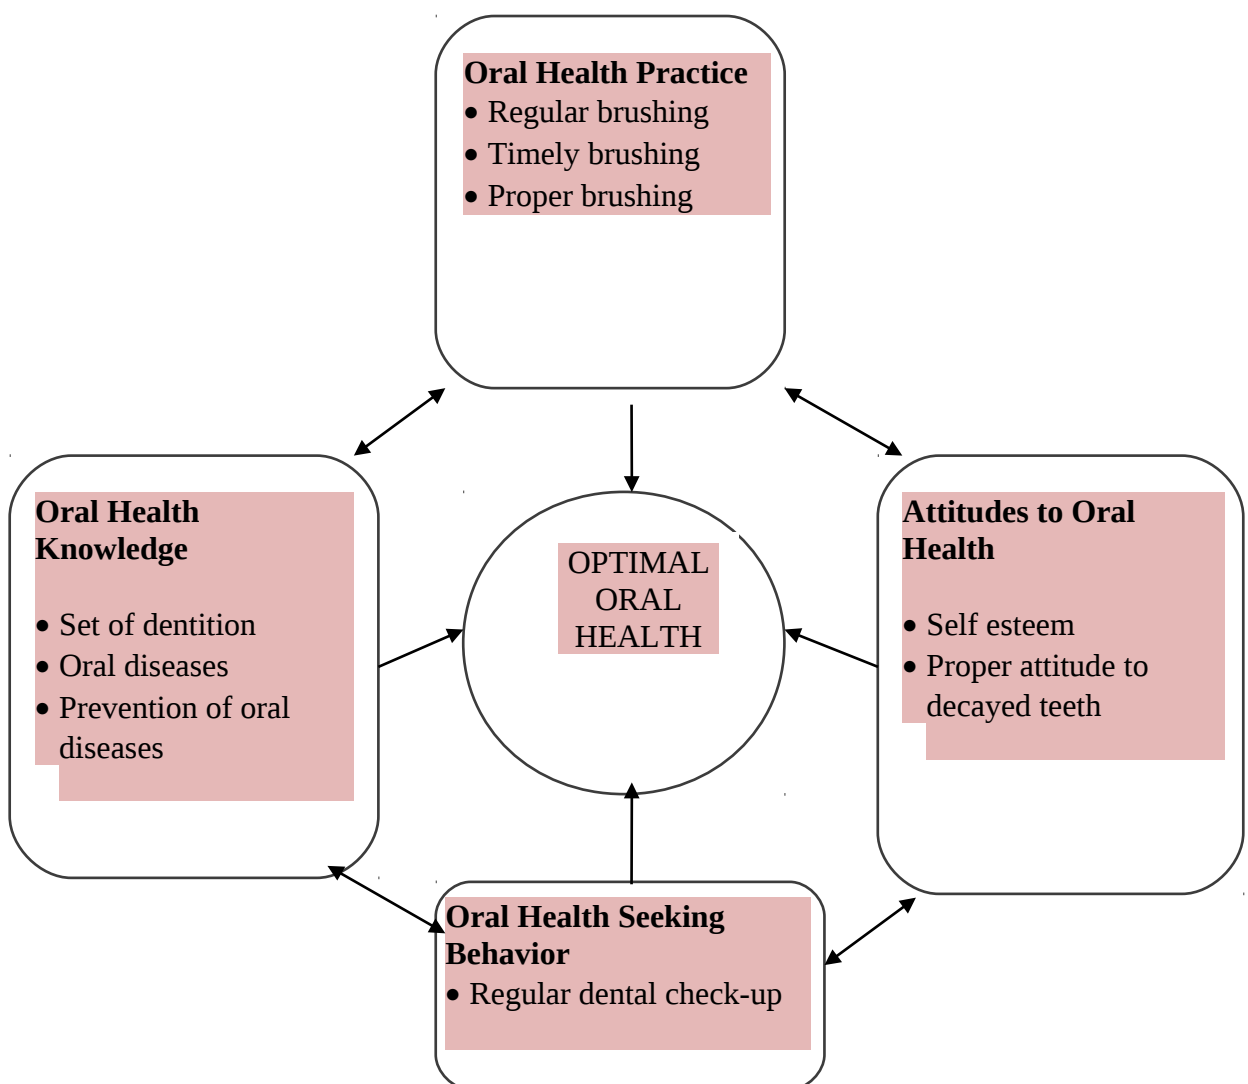 Oral Health Practice
• Regular brushing
• Timely brushing
• Proper brushing
Oral Health
Knowledge
• Set of dentition
• Oral diseases
• Prevention of oral
diseases
OPTIMAL
ORAL
HEALTH
Attitudes to Oral
Health
• Self esteem
• Proper attitude to
decayed teeth
Oral Health Seeking
Behavior
• Regular dental check-up